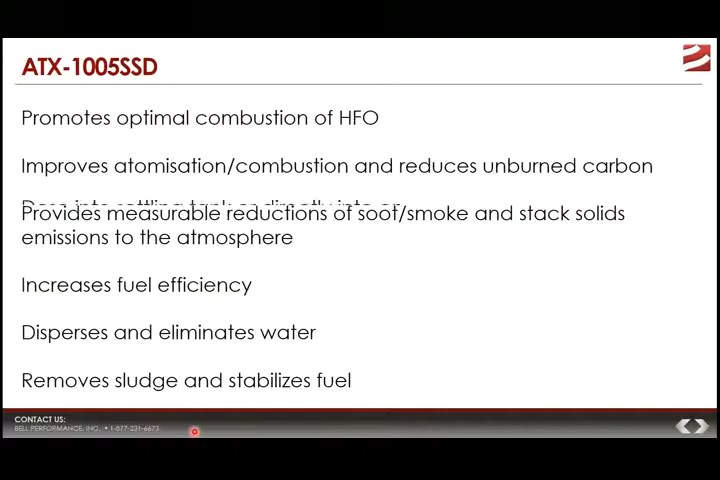 ATX-1005SSD
Promotes optimal combustion of HFO
Improves atomisation/combustion and reduces unburned carbon
Dose into settling tank or directly into
Provides measurable reductions of soot/smoke and stack solids
emissions to the atmosphere
Increases fuel efficiency
Disperses and eliminates water
Removes sludge and stabilizes fuel
CONTACT US:
BELL PERFORMANCE, INC. • 1-877-231-6673